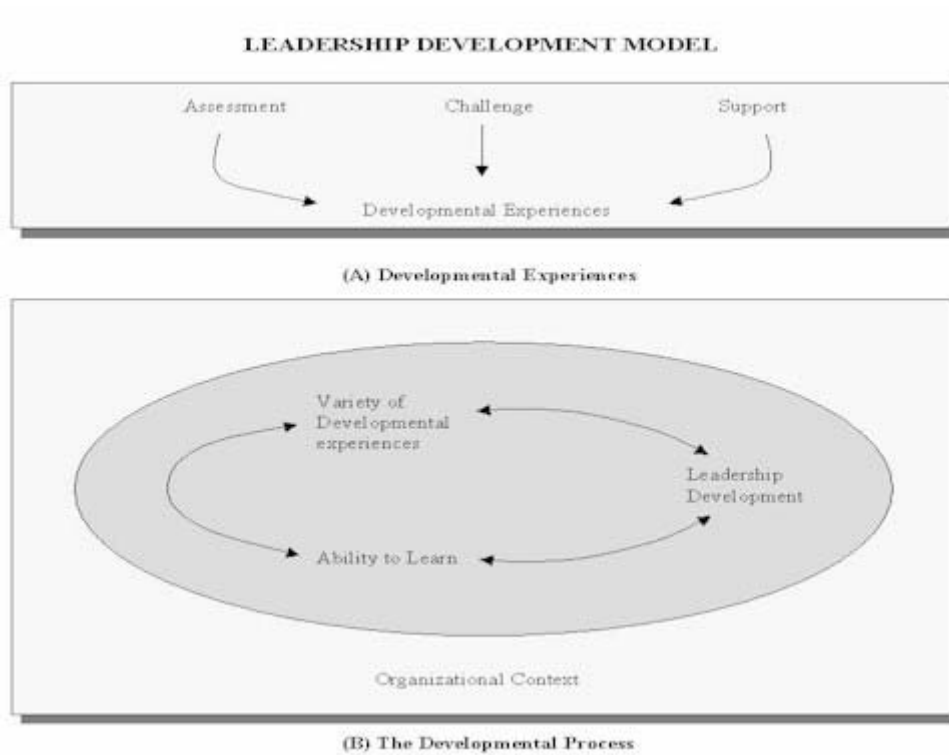 LEADERSHIP DEVELOPMENT MODEL
Assessment
Challenge
Support
Developmental Experiences
(A) Developmental Experiences
Variety of
Developmental
experiences
Leadership
Development
Ability to Learn
Organizational Context
(B) The Developmental Process